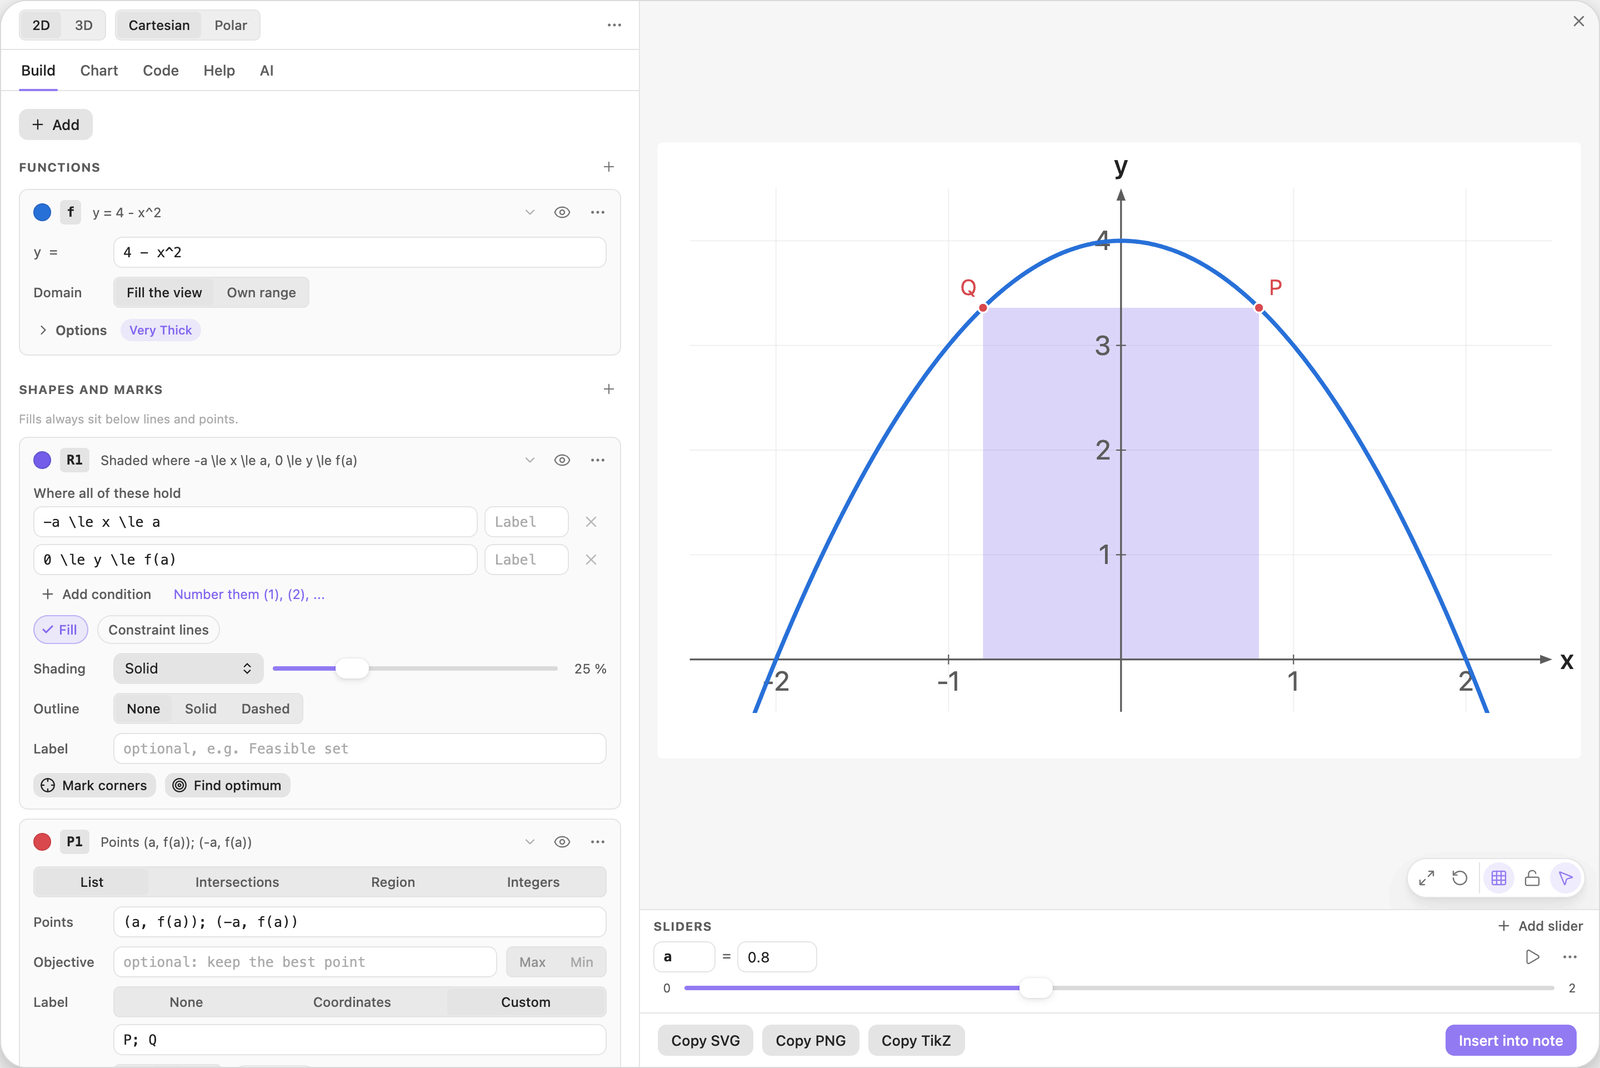 2D 3D Cartesian Polar
Build Chart Code Help AI
+ Add
FUNCTIONS
f y = 4 - x^2
y = 4 − x^2
Domain Fill the view Own range
Options Very Thick
SHAPES AND MARKS
Fills always sit below lines and points.
R1 Shaded where -a \le x \le a, 0 \le y \le f(a)
Where all of these hold
−a \le x \le a Label
0 \le y \le f(a) Label
+ Add condition Number them (1), (2), ...
Fill Constraint lines
Shading Solid 25 %
Outline None Solid Dashed
Label optional, e.g. Feasible set
Mark corners Find optimum
P1 Points (a, f(a)); (-a, f(a))
List Intersections Region Integers
Points (a, f(a)); (−a, f(a))
Objective optional: keep the best point Max Min
Label None Coordinates Custom
P; Q
y
4
Q P
3
2
1
x
-2 -1 1 2
SLIDERS + Add slider
a = 0.8
0 2
Copy SVG Copy PNG Copy TikZ Insert into note